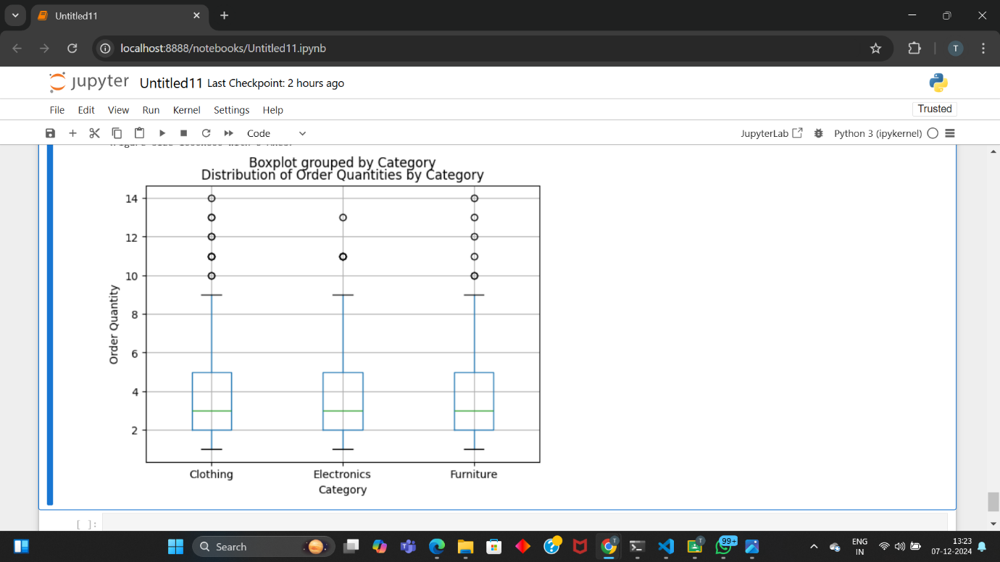 Untitled11
localhost:8888/notebooks/Untitled11.ipynb
T
jupyter Untitled11 Last Checkpoint: 2 hours ago
File Edit View Run Kernel Settings Help
Trusted
Code
JupyterLab
Python 3 (ipykernel)
Boxplot grouped by Category
Distribution of Order Quantities by Category
14
12
10
8
6
4
2
Order Quantity
Clothing Electronics Furniture
Category
[ ]:
Search
99+
ENG
IN
13:23
07-12-2024